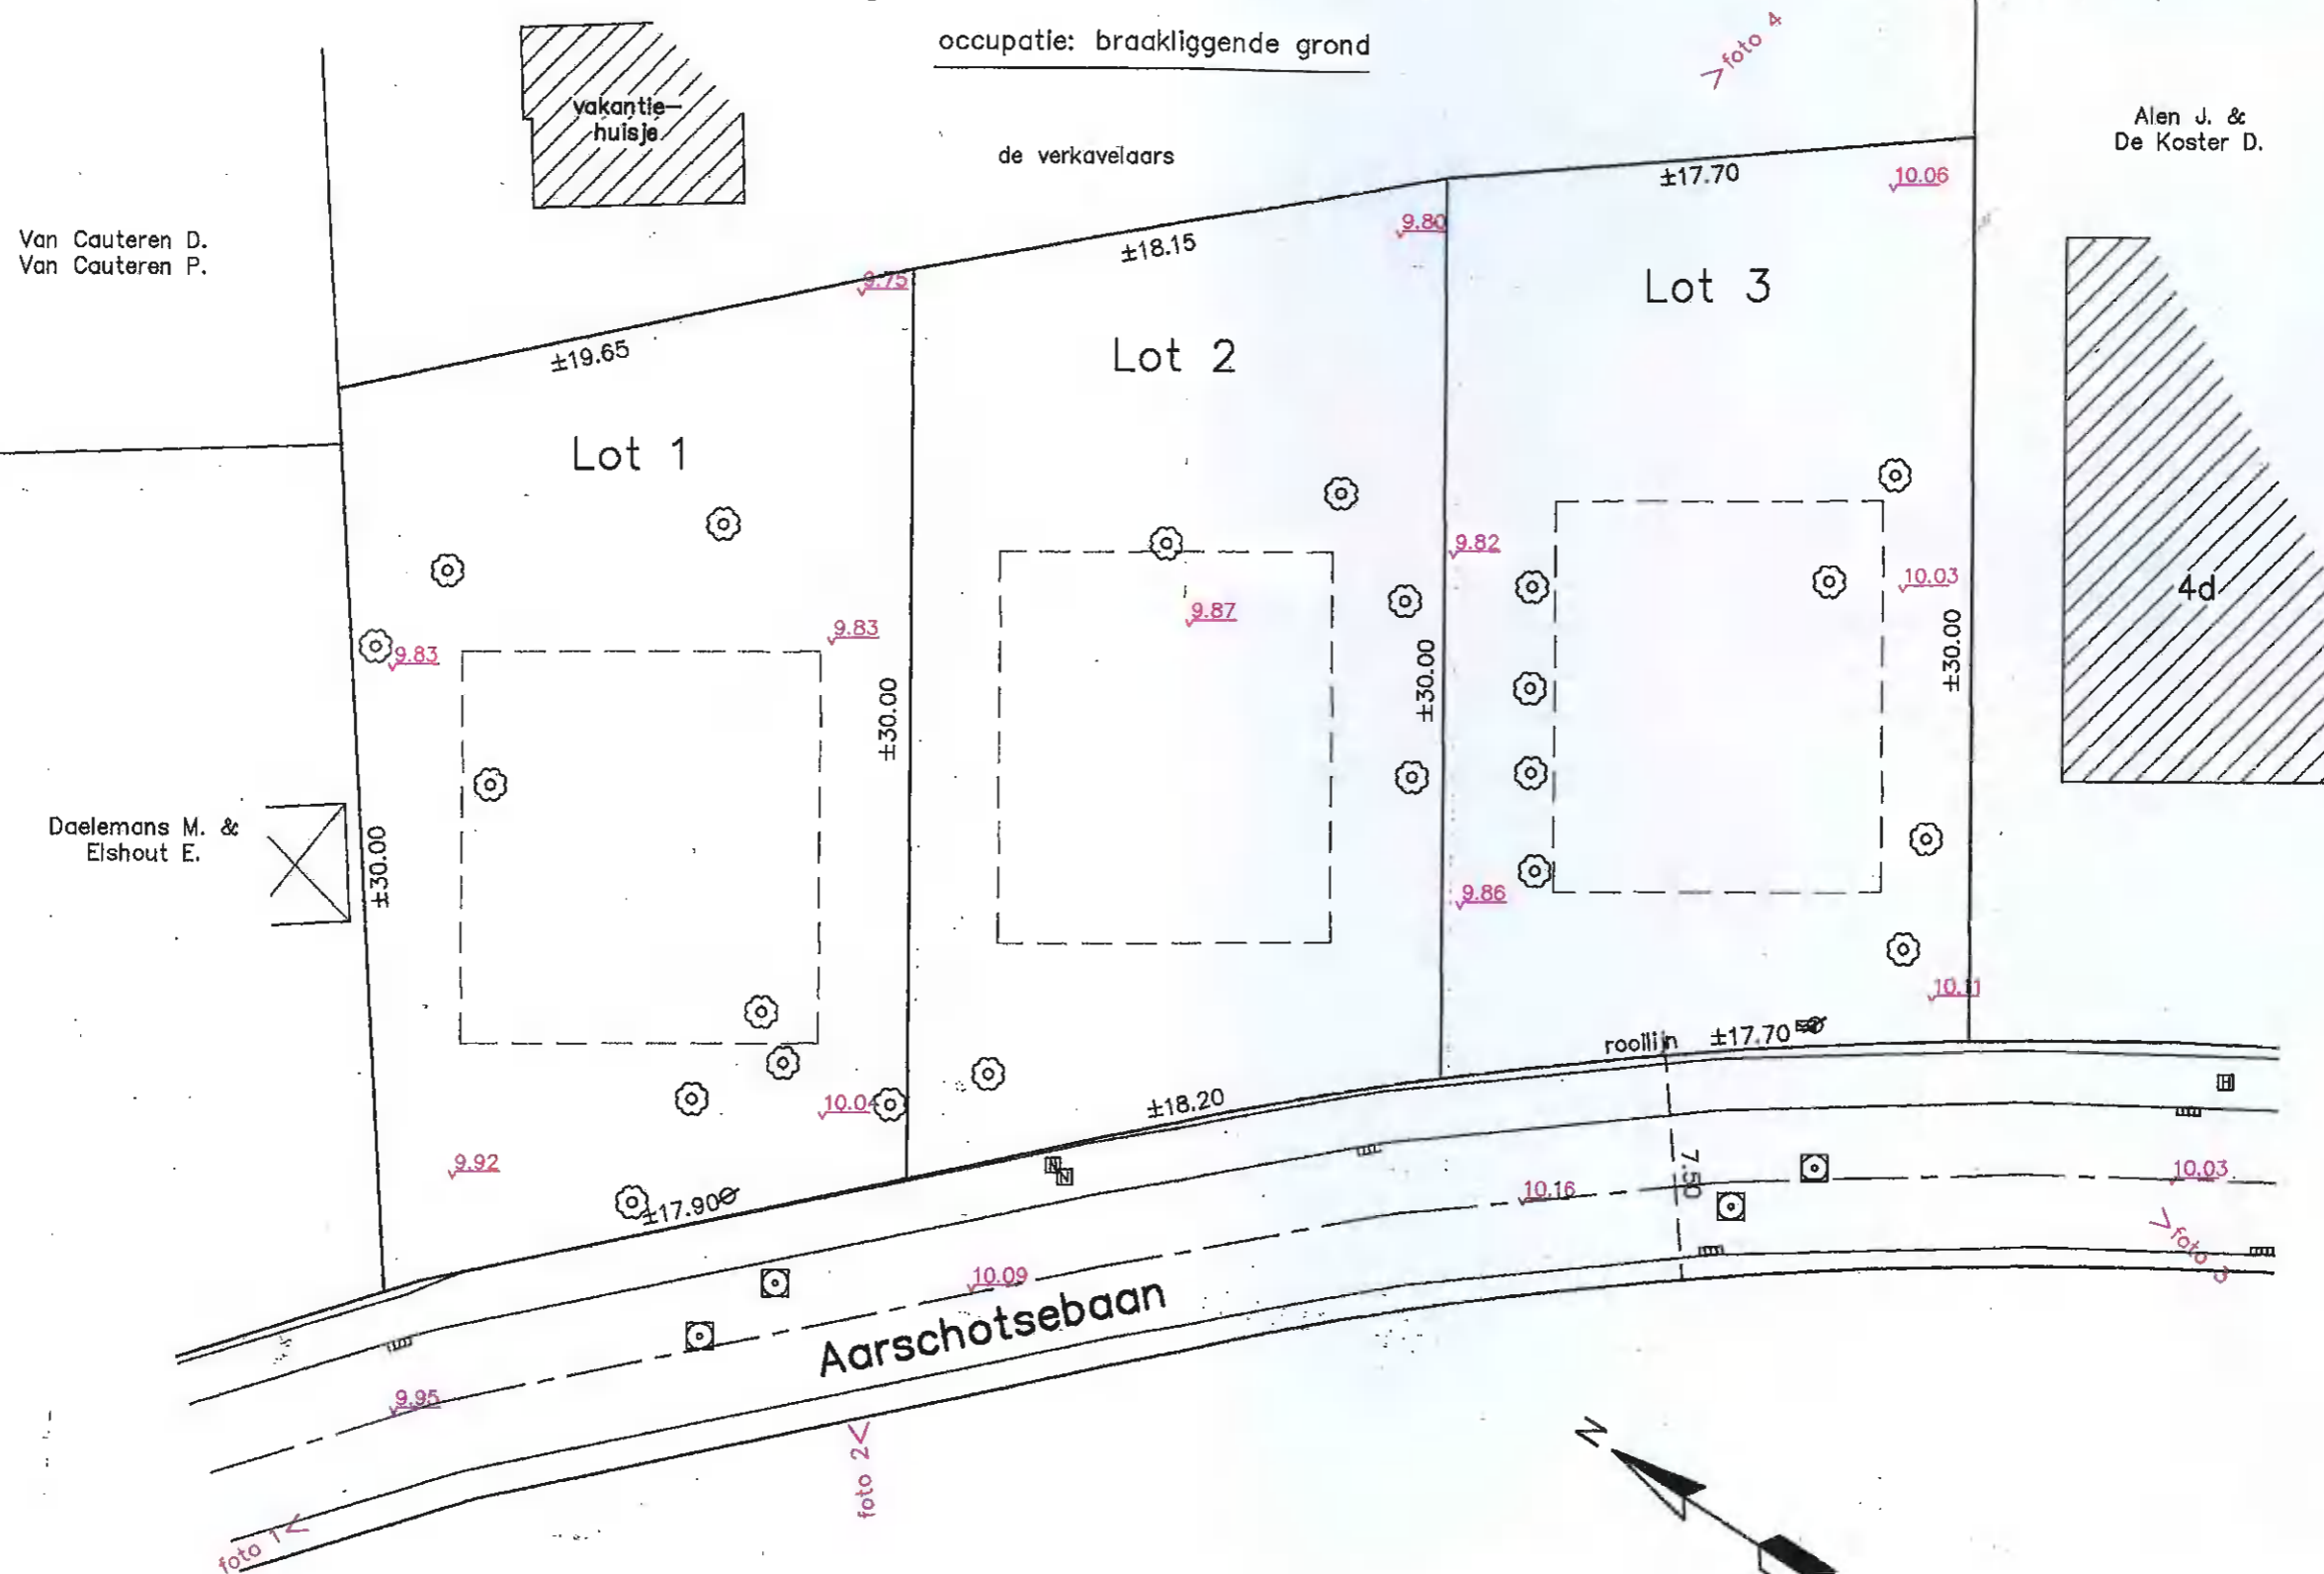 occupatie: braakliggende grond
foto 4
vakantie-
huisje
de verkavelaars
Alen J. &
De Koster D.
Van Cauteren D.
Van Cauteren P.
±17.70
10.06
9.80
±18.15
9.75
Lot 3
±19.65
Lot 2
Lot 1
9.82
10.03
4d
9.87
9.83
9.83
±30.00
±30.00
±30.00
±30.00
Daelemans M. &
Elshout E.
9.86
10.11
rooilijn
±17.70
H
10.04
±18.20
9.92
N
N
±17.90
7.50
10.16
10.03
10.09
foto 3
Aarschotsebaan
9.95
foto 2
N
foto 1